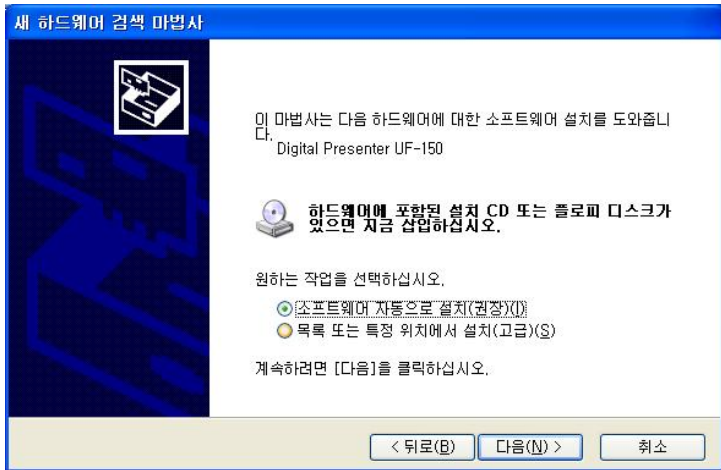 새 하드웨어 검색 마법사
이 마법사는 다음 하드웨어에 대한 소프트웨어 설치를 도와줍니
다.
Digital Presenter UF-150
하드웨어에 포함된 설치 CD 또는 플로피 디스크가
있으면 지금 삽입하십시오.
원하는 작업을 선택하십시오.
소프트웨어 자동으로 설치(권장)(I)
목록 또는 특정 위치에서 설치(고급)(S)
계속하려면 [다음]을 클릭하십시오.
< 뒤로(B) 다음(N) > 취소